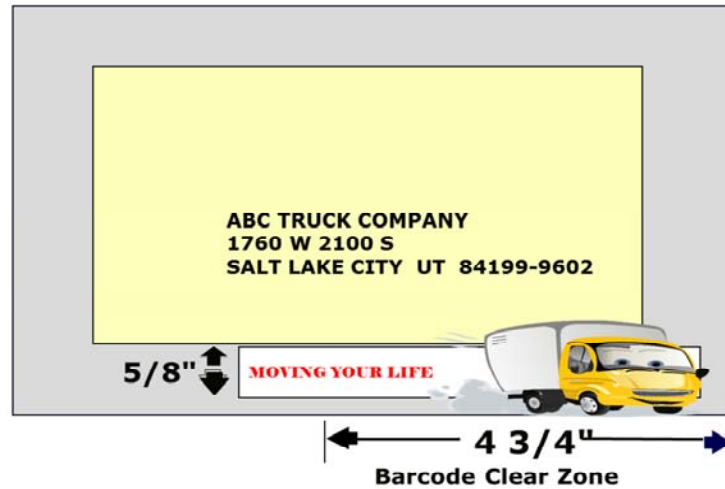 ABC TRUCK COMPANY
1760 W 2100 S
SALT LAKE CITY UT 84199-9602
5/8"
MOVING YOUR LIFE
4 3/4"
Barcode Clear Zone